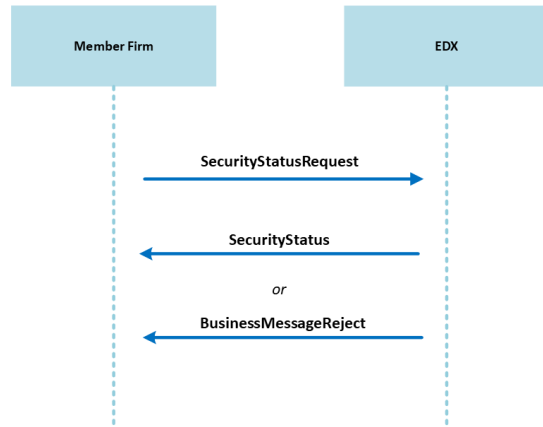 Member Firm
EDX
SecurityStatusRequest
SecurityStatus
or
BusinessMessageReject